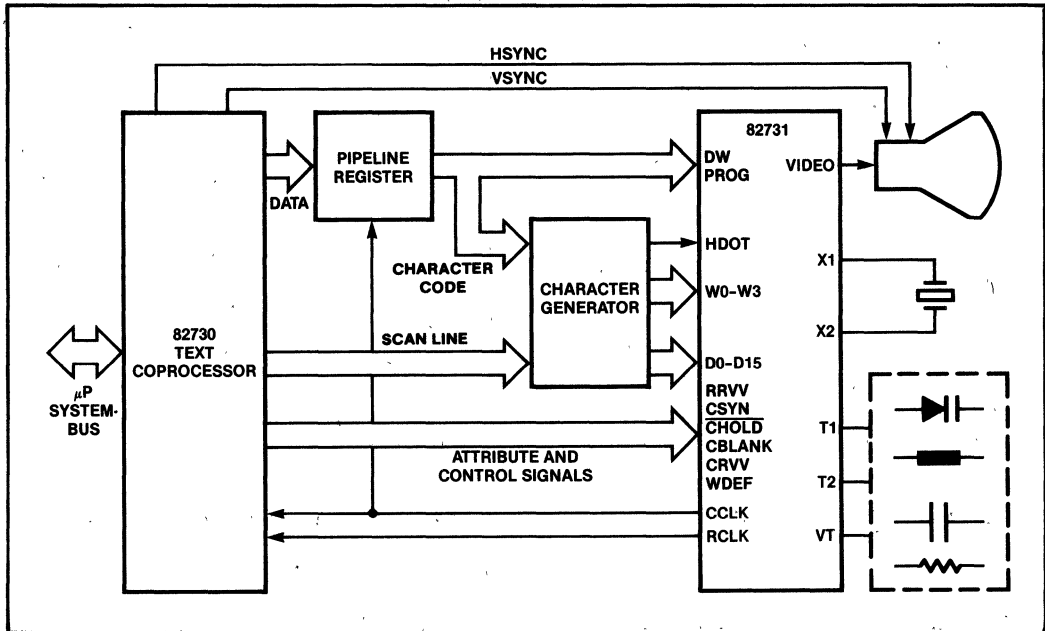 HSYNC
VSYNC
82730
TEXT
COPROCESSOR
μP
SYSTEM-
BUS
DATA
PIPELINE
REGISTER
CHARACTER
CODE
SCAN LINE
CHARACTER
GENERATOR
ATTRIBUTE AND
CONTROL SIGNALS
82731
DW
PROG
HDOT
W0-W3
D0-D15
RRVV
CSYN
CHOLD
CBLANK
CRVV
WDEF
CCLK
RCLK
VIDEO
X1
X2
T1
T2
VT